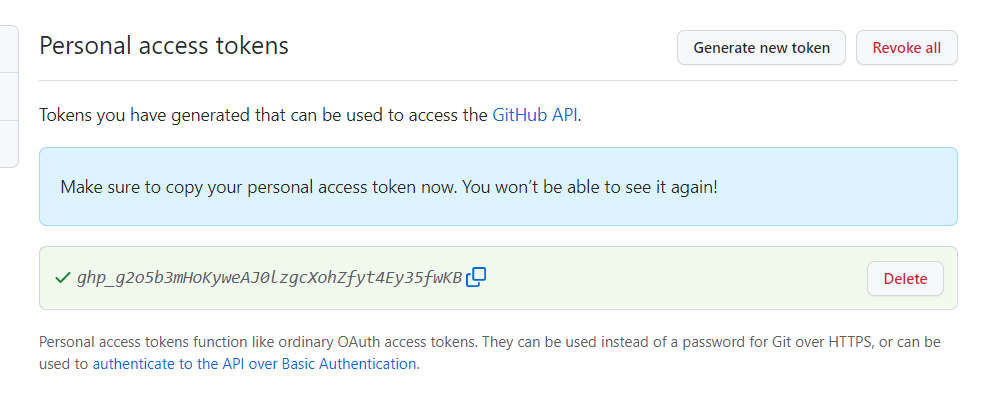 Personal access tokens
Generate new token
Revoke all
Tokens you have generated that can be used to access the GitHub API.
Make sure to copy your personal access token now. You won’t be able to see it again!
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
Delete
Personal access tokens function like ordinary OAuth access tokens. They can be used instead of a password for Git over HTTPS, or can be
used to authenticate to the API over Basic Authentication.